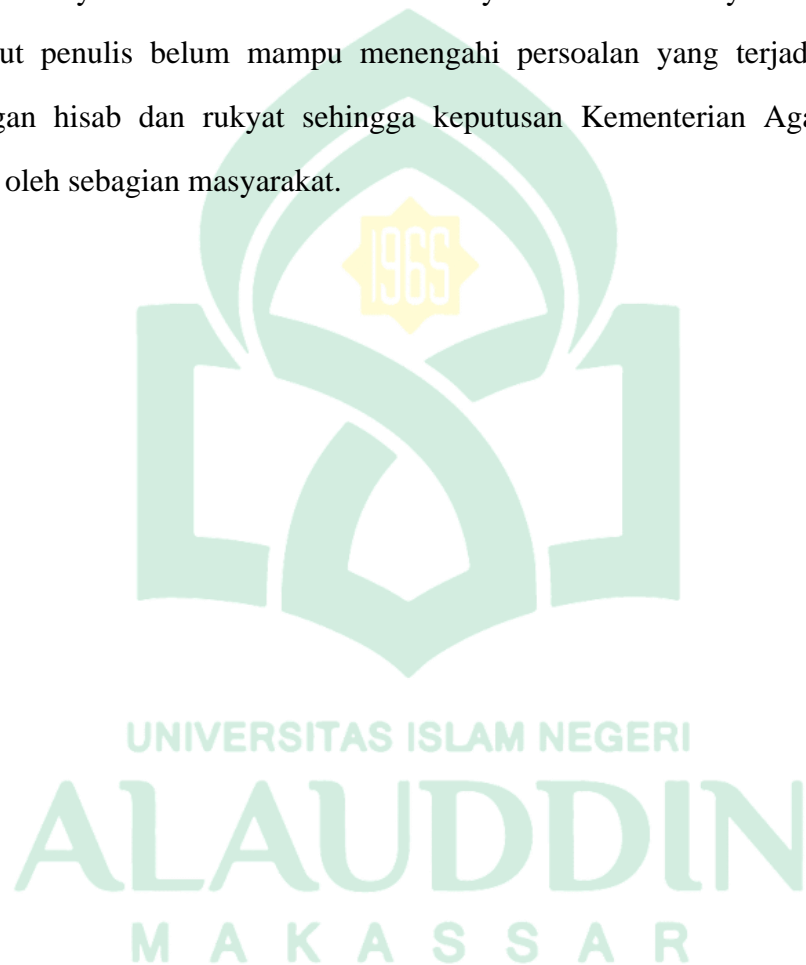 ut penulis belum mampu menengahi persoalan yang terjad
gan hisab dan rukyat sehingga keputusan Kementerian Aga
oleh sebagian masyarakat.
1965
UNIVERSITAS ISLAM NEGERI
ALAUDDIN
MAKASSAR